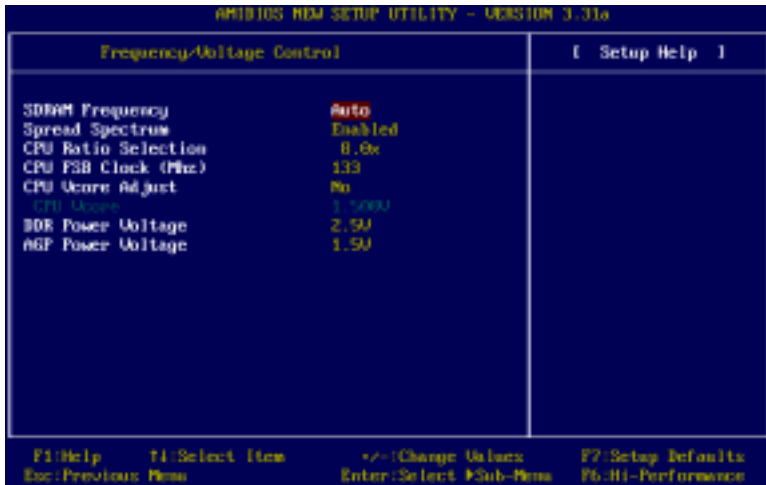 AMIBIOS NEW SETUP UTILITY - VERSION 3.31a
Frequency/Voltage Control
[ Setup Help ]
SDRAM Frequency Auto
Spread Spectrum Enabled
CPU Ratio Selection 8.0x
CPU FSB Clock (Mhz) 133
CPU Vcore Adjust No
CPU Vcore 1.500V
DDR Power Voltage 2.5V
AGP Power Voltage 1.5V
F1:Help ↑↓:Select Item +/-:Change Values F7:Setup Defaults
Esc:Previous Menu Enter:Select ►Sub-Menu F6:Hi-Performance